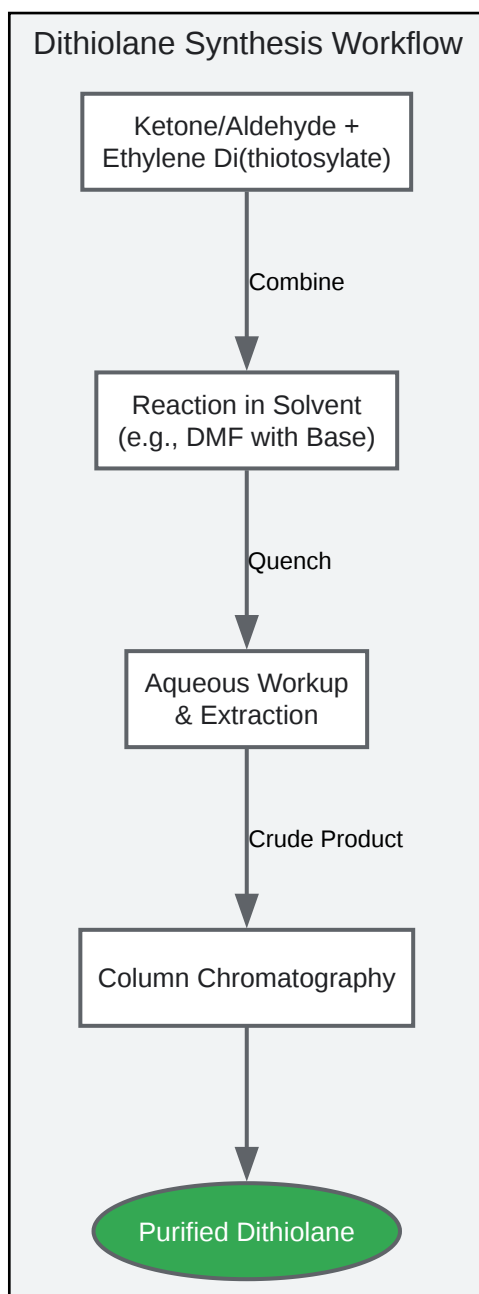 Dithiolane Synthesis Workflow
Ketone/Aldehyde +
Ethylene Di(thiotosylate)
Combine
Reaction in Solvent
(e.g., DMF with Base)
Quench
Aqueous Workup
& Extraction
Crude Product
Column Chromatography
Purified Dithiolane